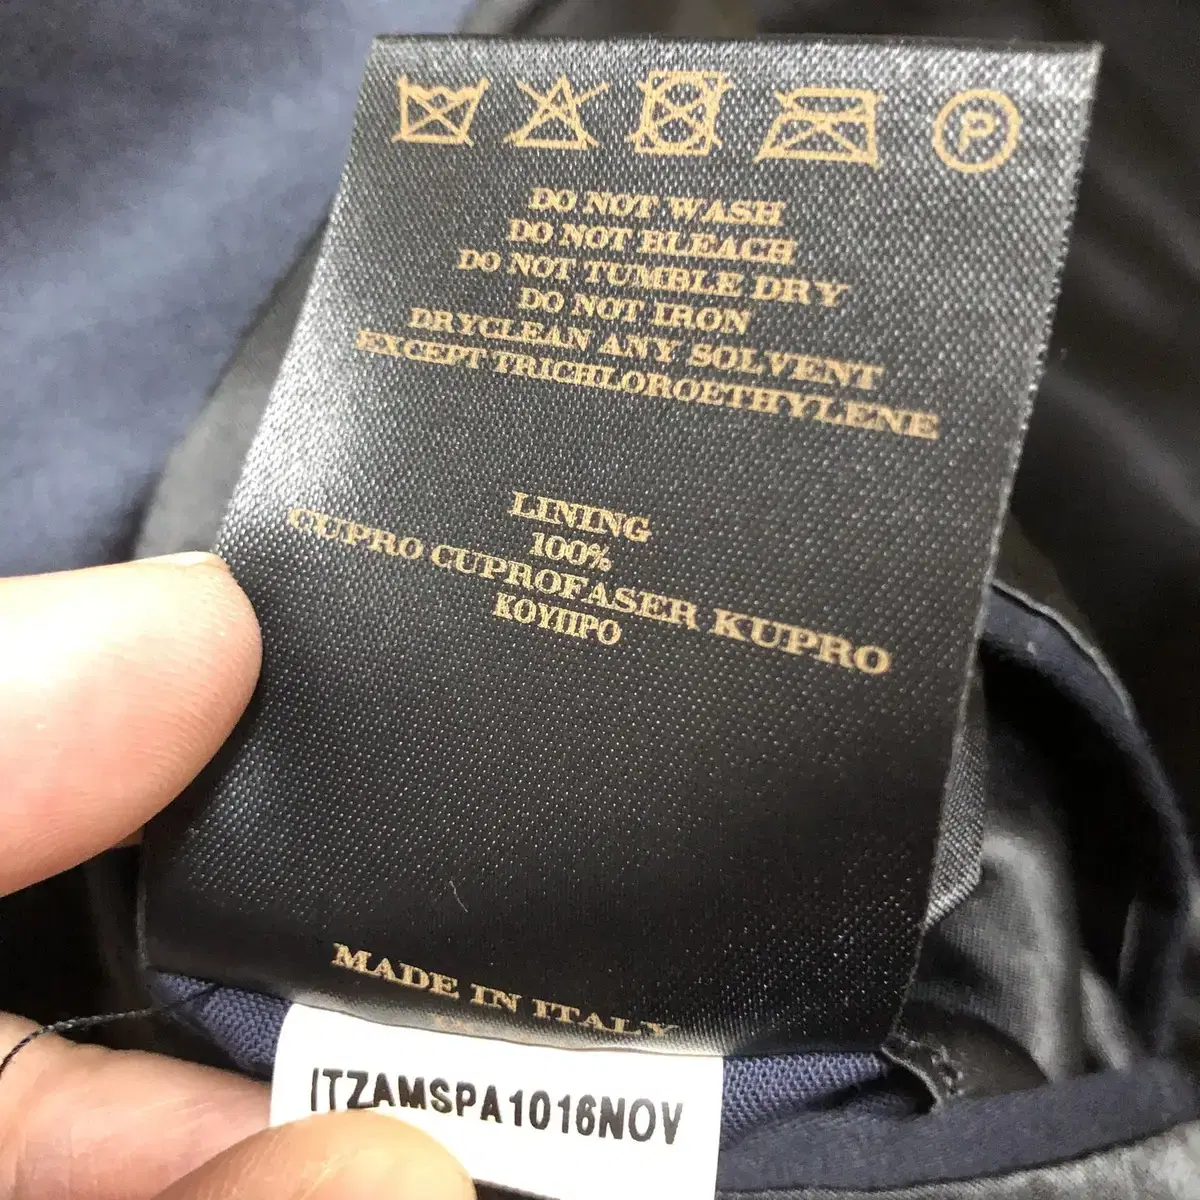 P
DO NOT WASH
DO NOT BLEACH
DO NOT TUMBLE DRY
DO NOT IRON
DRYCLEAN ANY SOLVENT
EXCEPT TRICHLOROETHYLENE
LINING
100%
CUPRO CUPROFASER KUPRO
ΚΟΥΠΡΟ
MADE IN ITALY
ITZAMSPA1016NOV